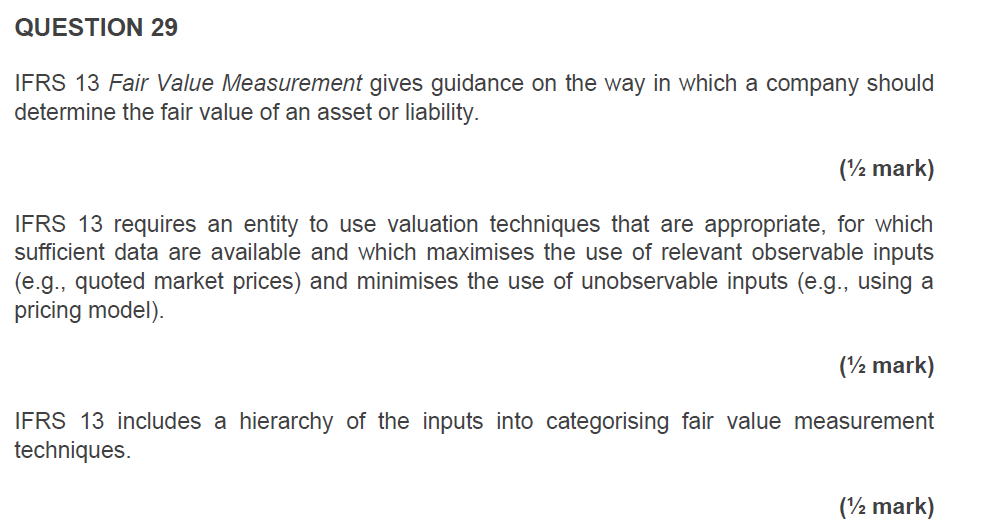 QUESTION 29
IFRS 13 Fair Value Measurement gives guidance on the way in which a company should
determine the fair value of an asset or liability.
(½ mark)
IFRS 13 requires an entity to use valuation techniques that are appropriate, for which
sufficient data are available and which maximises the use of relevant observable inputs
(e.g., quoted market prices) and minimises the use of unobservable inputs (e.g., using a
pricing model).
(½ mark)
IFRS 13 includes a hierarchy of the inputs into categorising fair value measurement
techniques.
(½ mark)